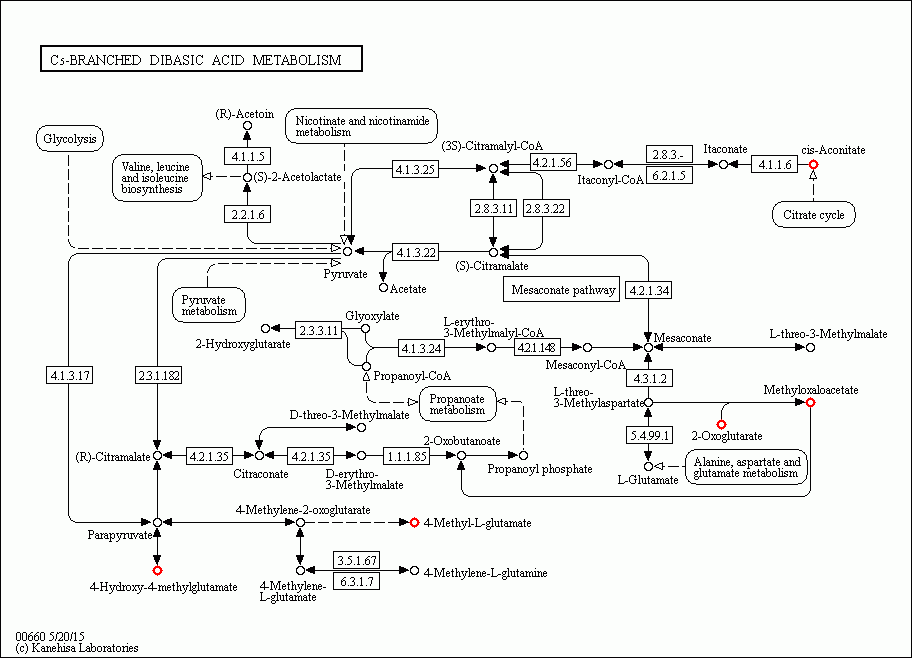 C5-BRANCHED DIBASIC ACID METABOLISM
(R)-Acetoin
Nicotinate and nicotinamide
metabolism
Glycolysis
4.1.1.5
Valine, leucine
and isoleucine
biosynthesis
(S)-2-Acetolactate
2.2.1.6
(3S)-Citramalyl-CoA
4.1.3.25
4.2.1.56
2.8.3.-
6.2.1.5
Itaconyl-CoA
Itaconate
4.1.1.6
cis-Aconitate
Citrate cycle
2.8.3.11
2.8.3.22
4.1.3.22
(S)-Citramalate
Pyruvate
Acetate
Pyruvate
metabolism
Mesaconate pathway
4.2.1.34
Glyoxylate
2.3.3.11
2-Hydroxyglutarate
L-erythro-
3-Methylmalyl-CoA
4.1.3.24
4.2.1.148
Mesaconyl-CoA
Mesaconate
L-threo-3-Methylmalate
Propanoyl-CoA
4.1.3.17
2.3.1.182
4.3.1.2
L-threo-
3-Methylaspartate
Methyloxaloacetate
Propanoate
metabolism
D-threo-3-Methylmalate
2-Oxoglutarate
5.4.99.1
(R)-Citramalate
4.2.1.35
Citraconate
4.2.1.35
D-erythro-
3-Methylmalate
1.1.1.85
2-Oxobutanoate
Propanoyl phosphate
L-Glutamate
Alanine, aspartate and
glutamate metabolism
4-Methylene-2-oxoglutarate
4-Methyl-L-glutamate
Parapyruvate
4-Hydroxy-4-methylglutamate
4-Methylene-
L-glutamate
3.5.1.67
6.3.1.7
4-Methylene-L-glutamine
00660 5/20/15
(c) Kanehisa Laboratories